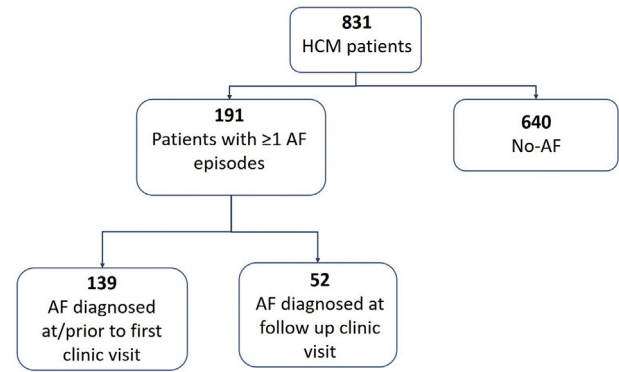 831
HCM patients
191
Patients with ≥1 AF
episodes
640
No-AF
139
AF diagnosed
at/prior to first
clinic visit
52
AF diagnosed at
follow up clinic
visit